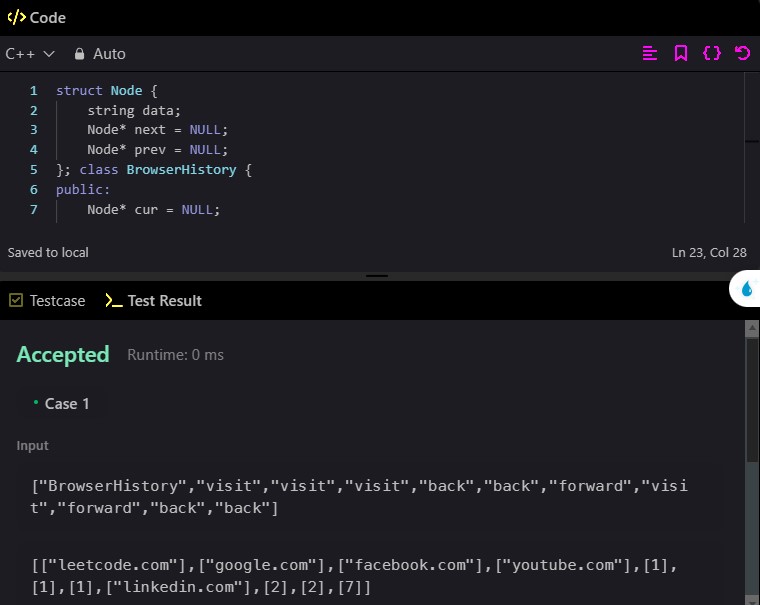 </> Code
C++ Auto
1 struct Node {
2 string data;
3 Node* next = NULL;
4 Node* prev = NULL;
5 }; class BrowserHistory {
6 public:
7 Node* cur = NULL;
Saved to local Ln 23, Col 28
Testcase >_ Test Result
Accepted Runtime: 0 ms
Case 1
Input
["BrowserHistory","visit","visit","visit","back","back","forward","visi
t","forward","back","back"]
[["leetcode.com"],["google.com"],["facebook.com"],["youtube.com"],[1],
[1],[1],["linkedin.com"],[2],[2],[7]]